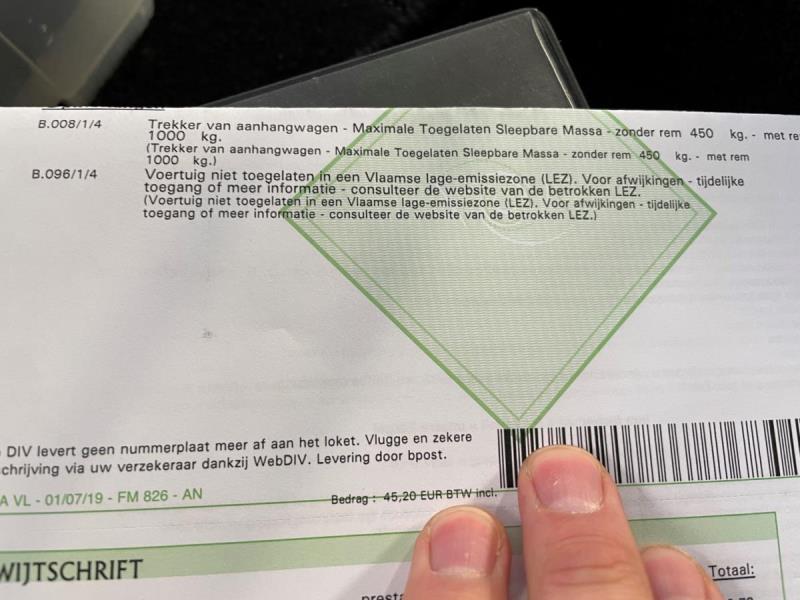 B.008/1/4 Trekker van aanhangwagen - Maximale Toegelaten Sleepbare Massa - zonder rem 450 kg. - met re
1000 kg.
(Trekker van aanhangwagen - Maximale Toegelaten Sleepbare Massa - zonder rem 450 kg. - met rem
1000 kg.)
B.096/1/4 Voertuig niet toegelaten in een Vlaamse lage-emissiezone (LEZ). Voor afwijkingen - tijdelijke
toegang of meer informatie - consulteer de website van de betrokken LEZ.
(Voertuig niet toegelaten in een Vlaamse lage-emissiezone (LEZ). Voor afwijkingen - tijdelijke
toegang of meer informatie - consulteer de website van de betrokken LEZ.)
DIV levert geen nummerplaat meer af aan het loket. Vlugge en zekere
chrijving via uw verzekeraar dankzij WebDIV. Levering door bpost.
A VL - 01/07/19 - FM 826 - AN
Bedrag : 45,20 EUR BTW incl.
WIJTSCHRIFT
Totaal:
presta